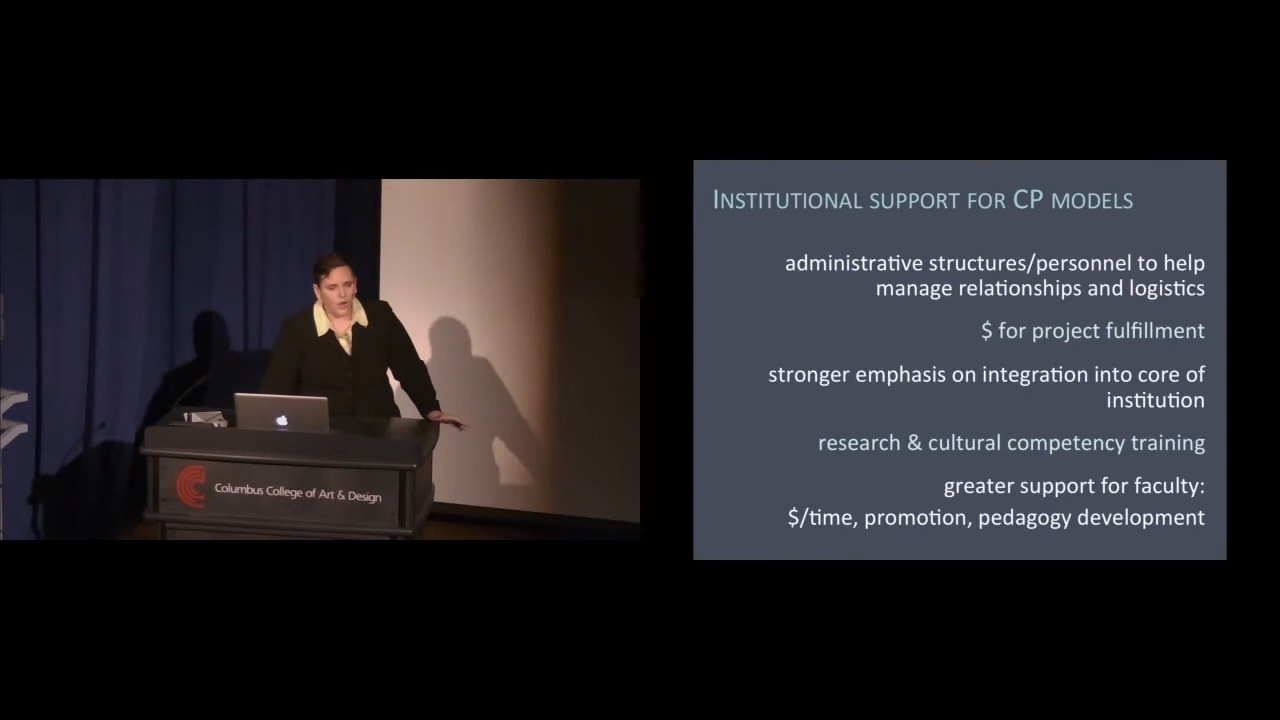 Columbus College of Art & Design
INSTITUTIONAL SUPPORT FOR CP MODELS
administrative structures/personnel to help
manage relationships and logistics
$ for project fulfillment
stronger emphasis on integration into core of
institution
research & cultural competency training
greater support for faculty:
$/time, promotion, pedagogy development